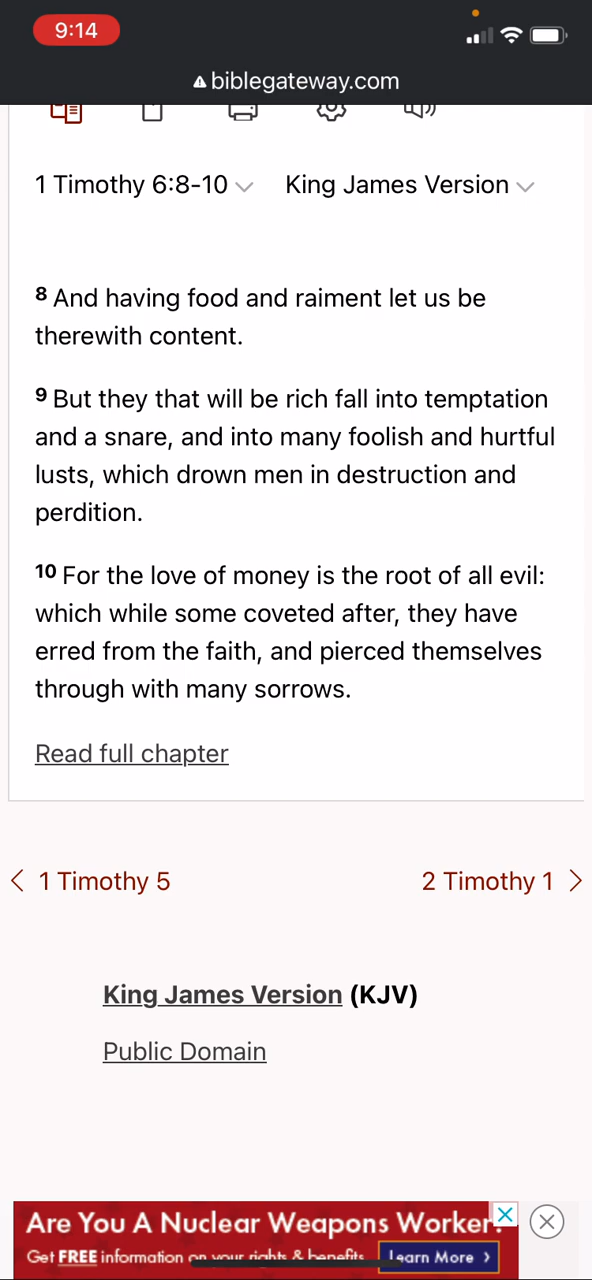 9:14
biblegateway.com
1 Timothy 6:8-10 King James Version
8 And having food and raiment let us be
therewith content.
9 But they that will be rich fall into temptation
and a snare, and into many foolish and hurtful
lusts, which drown men in destruction and
perdition.
10 For the love of money is the root of all evil:
which while some coveted after, they have
erred from the faith, and pierced themselves
through with many sorrows.
Read full chapter
1 Timothy 5 2 Timothy 1
King James Version (KJV)
Public Domain
Are You A Nuclear Weapons Worker?
Get FREE information on your rights & benefits Learn More